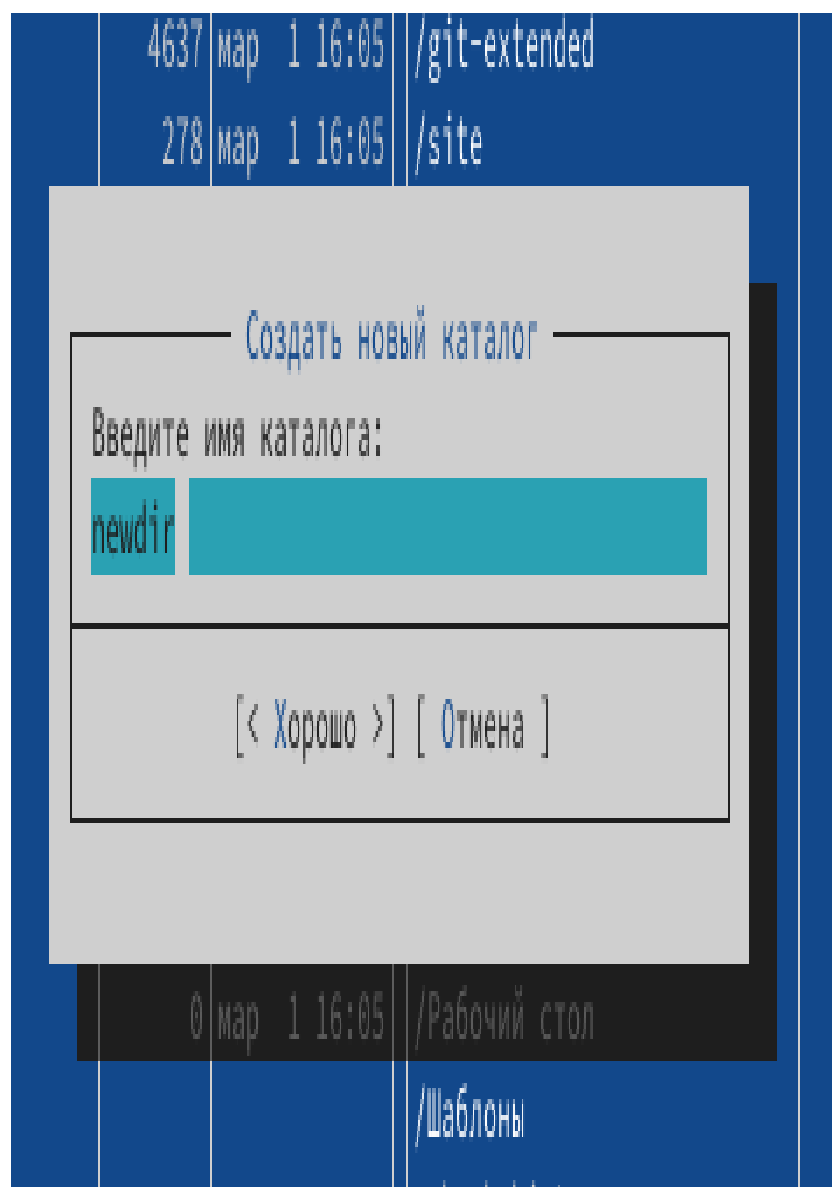 4637 мар 1 16:05 /git-extended
278 мар 1 16:05 /site
Создать новый каталог
Введите имя каталога:
newdir
[< Хорошо >] [ Отмена ]
0 мар 1 16:05 /Рабочий стол
/Шаблоны